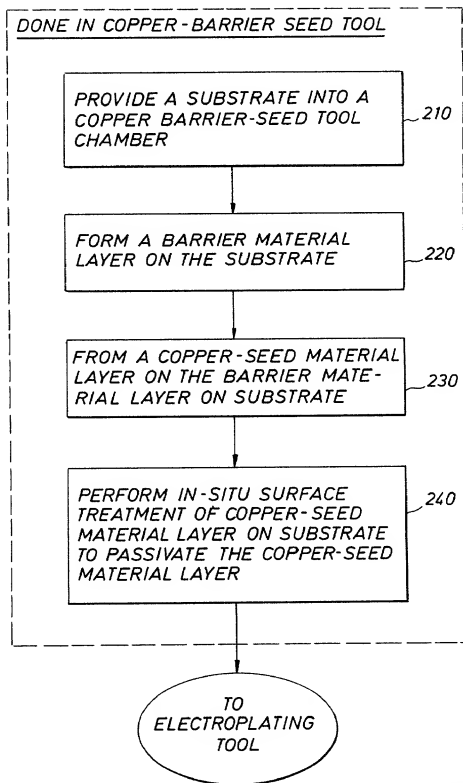 DONE IN COPPER-BARRIER SEED TOOL
PROVIDE A SUBSTRATE INTO A
COPPER BARRIER-SEED TOOL
CHAMBER
210
FORM A BARRIER MATERIAL
LAYER ON THE SUBSTRATE
220
FROM A COPPER-SEED MATERIAL
LAYER ON THE BARRIER MATE-
RIAL LAYER ON SUBSTRATE
230
PERFORM IN-SITU SURFACE
TREATMENT OF COPPER-SEED
MATERIAL LAYER ON SUBSTRATE
TO PASSIVATE THE COPPER-SEED
MATERIAL LAYER
240
TO
ELECTROPLATING
TOOL